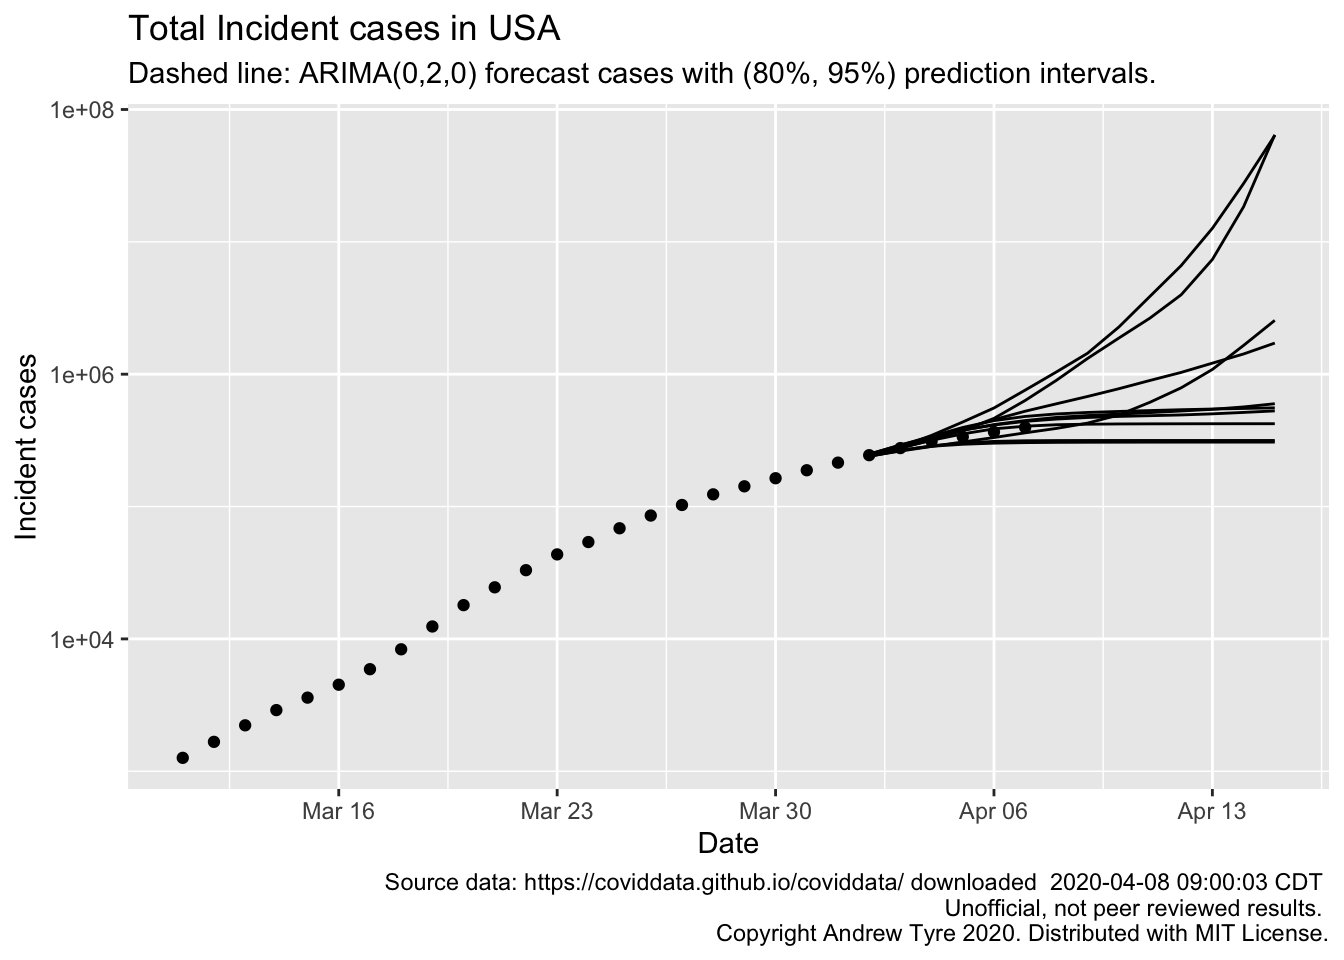 Total Incident cases in USA
Dashed line: ARIMA(0,2,0) forecast cases with (80%, 95%) prediction intervals.
1e+08
1e+06
1e+04
Incident cases
Mar 16
Mar 23
Mar 30
Apr 06
Apr 13
Date
Source data: https://coviddata.github.io/coviddata/ downloaded  2020-04-08 09:00:03 CDT
Unofficial, not peer reviewed results.
Copyright Andrew Tyre 2020. Distributed with MIT License.